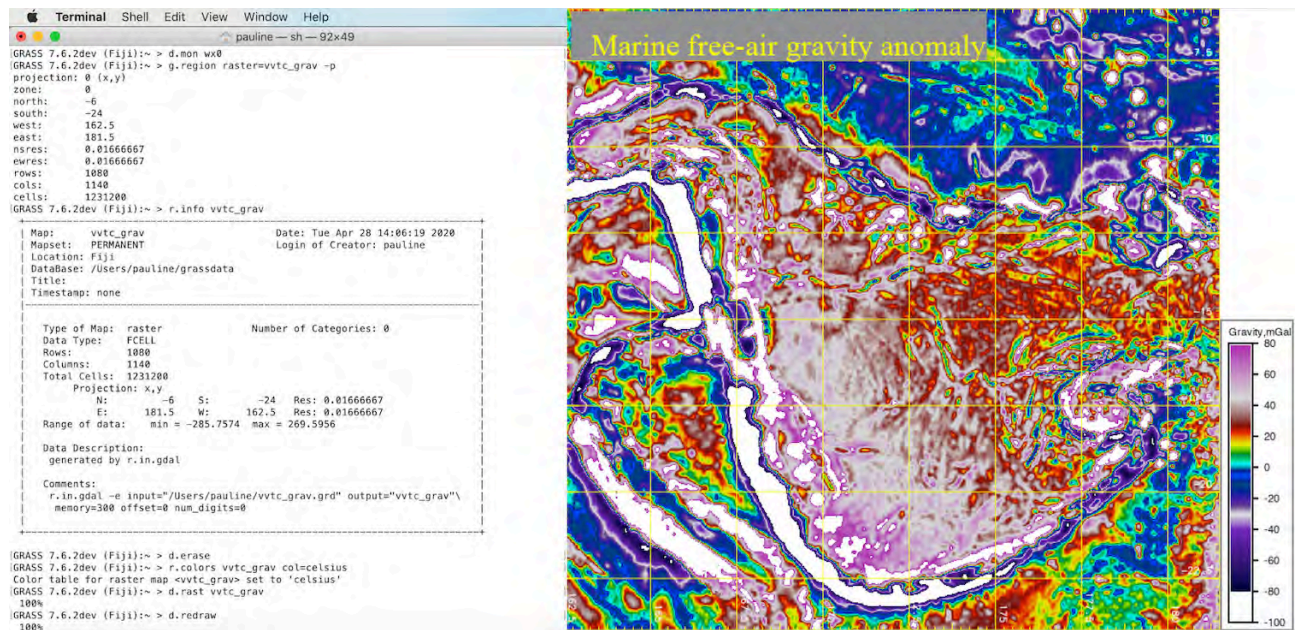 Terminal Shell Edit View Window Help
pauline — sh — 92×49
GRASS 7.6.2dev (Fiji):~ > d.mon wx0
GRASS 7.6.2dev (Fiji):~ > g.region raster=vvtc_grav -p
projection: 0 (x,y)
zone: 0
north: -6
south: -24
west: 162.5
east: 181.5
nsres: 0.01666667
ewres: 0.01666667
rows: 1080
cols: 1140
cells: 1231200
GRASS 7.6.2dev (Fiji):~ > r.info vvtc_grav
Map: vvtc_grav Date: Tue Apr 28 14:06:19 2020
Mapset: PERMANENT Login of Creator: pauline
Location: Fiji
DataBase: /Users/pauline/grassdata
Title:
Timestamp: none
Type of Map: raster Number of Categories: 0
Data Type: FCELL
Rows: 1080
Columns: 1140
Total Cells: 1231200
Projection: x,y
N: -6 S: -24 Res: 0.01666667
E: 181.5 W: 162.5 Res: 0.01666667
Range of data: min = -285.7574 max = 269.5956
Data Description:
generated by r.in.gdal
Comments:
r.in.gdal -e input="/Users/pauline/vvtc_grav.grd" output="vvtc_grav"\
memory=300 offset=0 num_digits=0
GRASS 7.6.2dev (Fiji):~ > d.erase
GRASS 7.6.2dev (Fiji):~ > r.colors vvtc_grav col=celsius
Color table for raster map <vvtc_grav> set to 'celsius'
GRASS 7.6.2dev (Fiji):~ > d.rast vvtc_grav
100%
GRASS 7.6.2dev (Fiji):~ > d.redraw
100%
Marine free-air gravity anomaly
-7.5
-10
-15
-22.5
175
Gravity,mGal
80
60
40
20
0
-20
-40
-60
-80
-100